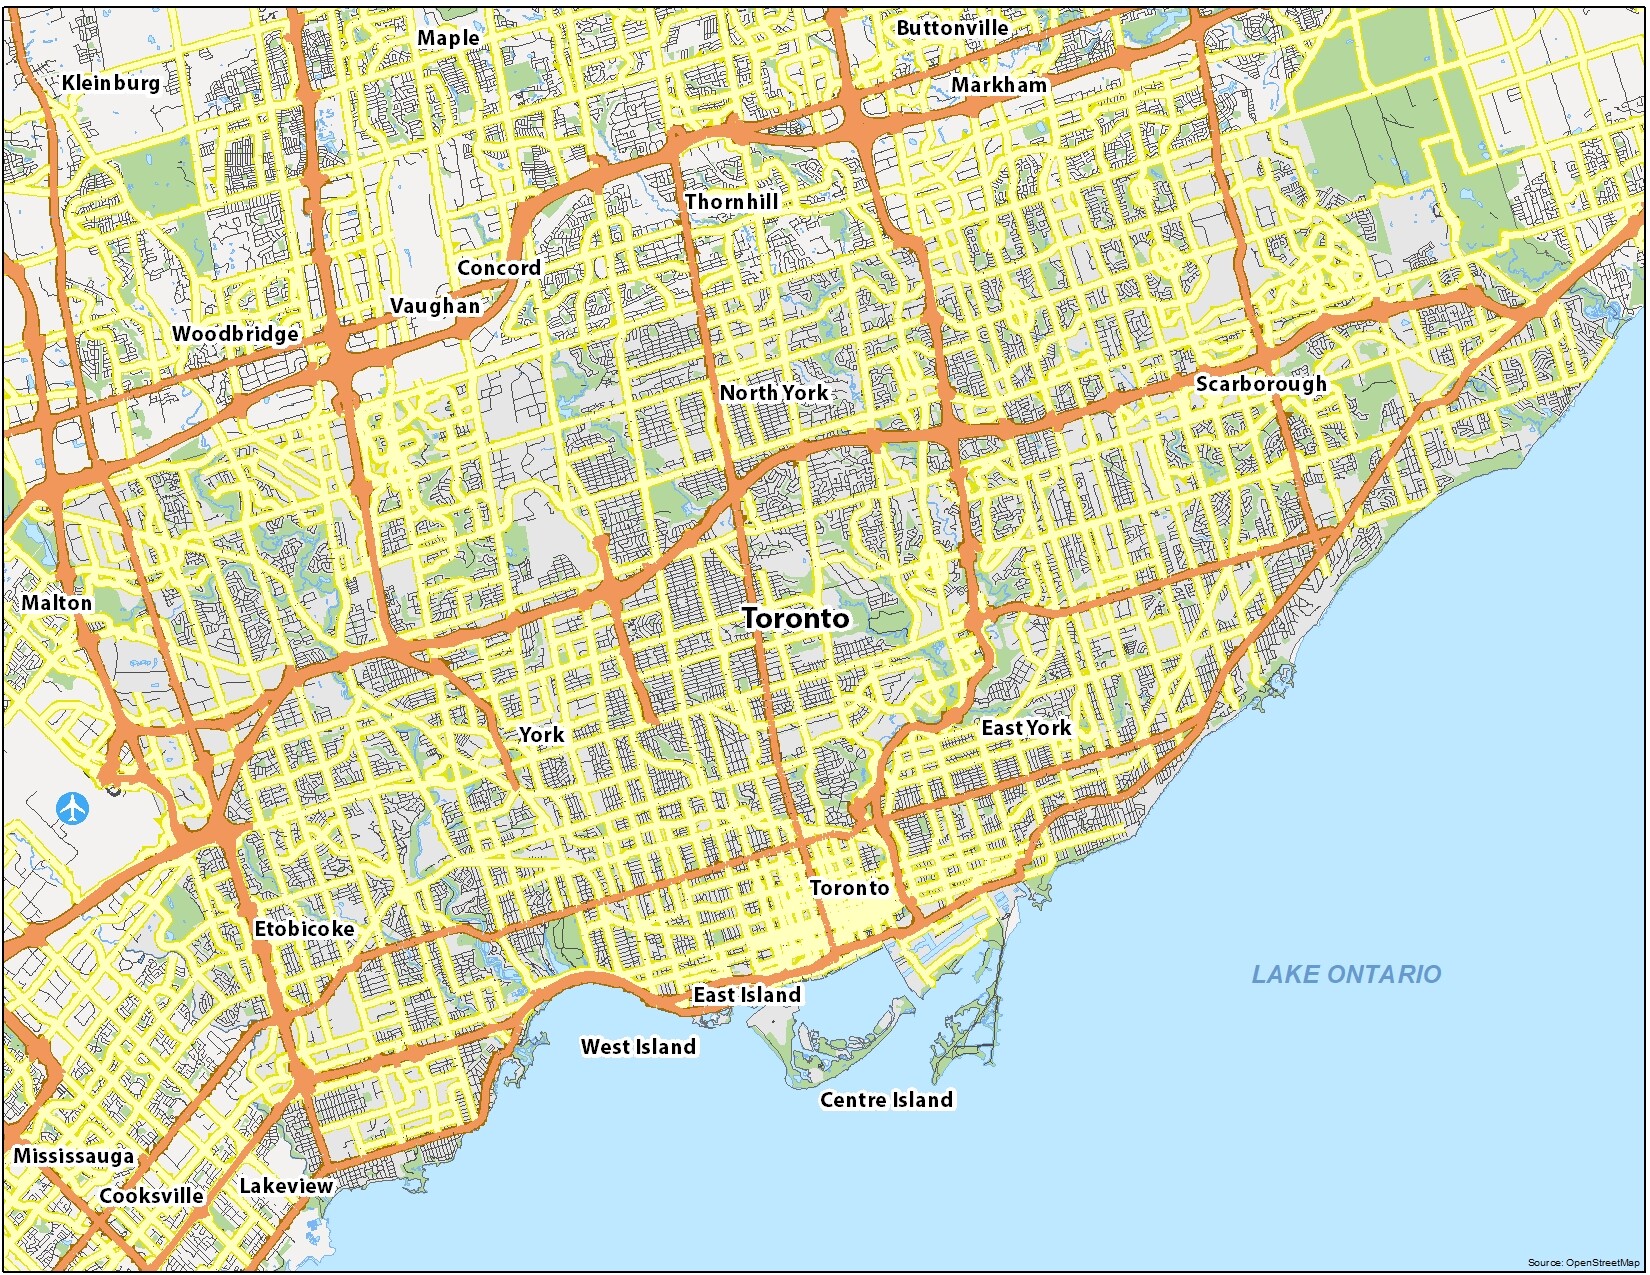 Buttonville
Maple
Kleinburg
Markham
Thornhill
Concord
Vaughan
Woodbridge
Scarborough
North York
Malton
Toronto
East York
York
Toronto
Etobicoke
LAKE ONTARIO
East Island
West Island
Centre Island
Mississauga
Lakeview
Cooksville
Source: OpenStreetMap